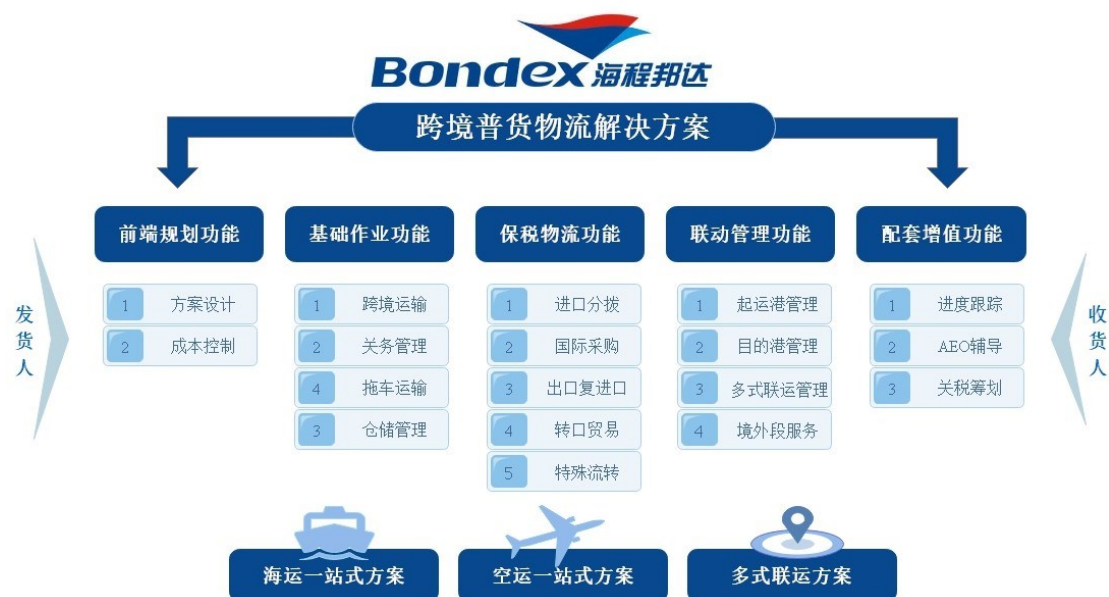 Bondex 海程邦达
跨境普货物流解决方案
发货人
前端规划功能
1 方案设计
2 成本控制
基础作业功能
1 跨境运输
2 关务管理
4 拖车运输
3 仓储管理
保税物流功能
1 进口分拨
2 国际采购
3 出口复进口
4 转口贸易
5 特殊流转
联动管理功能
1 起运港管理
2 目的港管理
3 多式联运管理
4 境外段服务
配套增值功能
1 进度跟踪
2 AEO辅导
3 关税筹划
收货人
海运一站式方案
空运一站式方案
多式联运方案